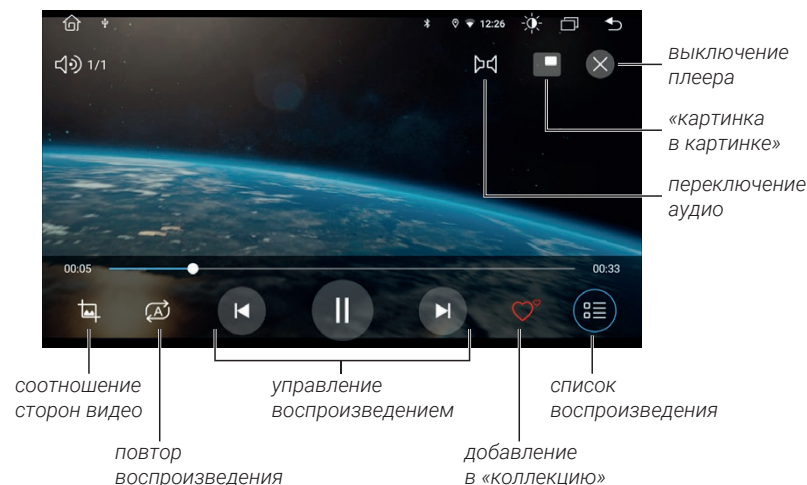 12:26
1/1
выключение
плеера
«картинка
в картинке»
переключение
аудио
00:05
00:33
A
соотношение
сторон видео
управление
воспроизведением
список
воспроизведения
повтор
воспроизведения
добавление
в «коллекцию»